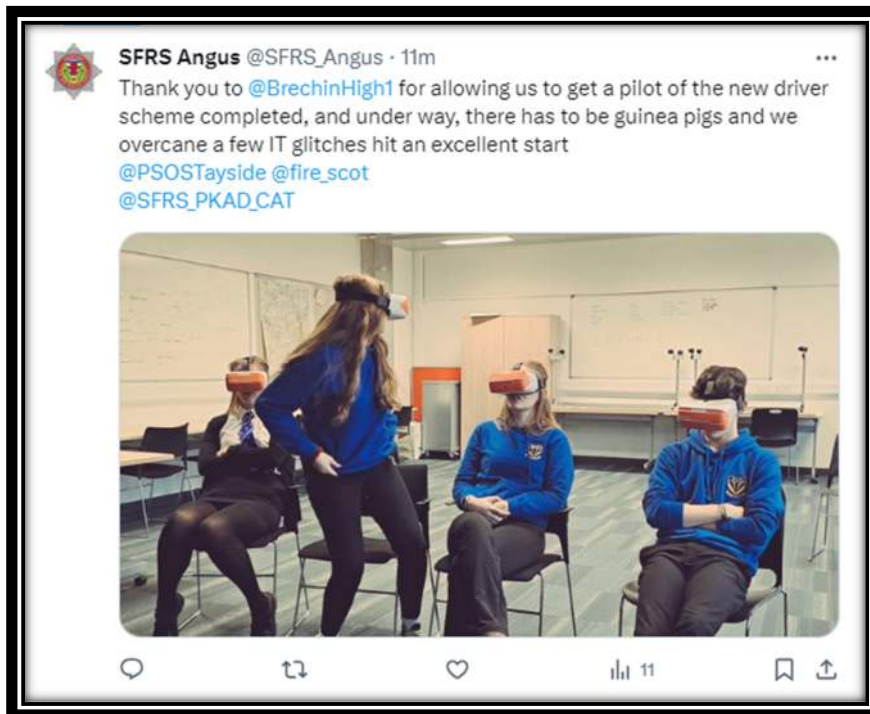 SFRS Angus @SFRS_Angus · 11m
Thank you to @BrechinHigh1 for allowing us to get a pilot of the new driver
scheme completed, and under way, there has to be guinea pigs and we
overcane a few IT glitches hit an excellent start
@PSOSTayside @fire_scot
@SFRS_PKAD_CAT
11